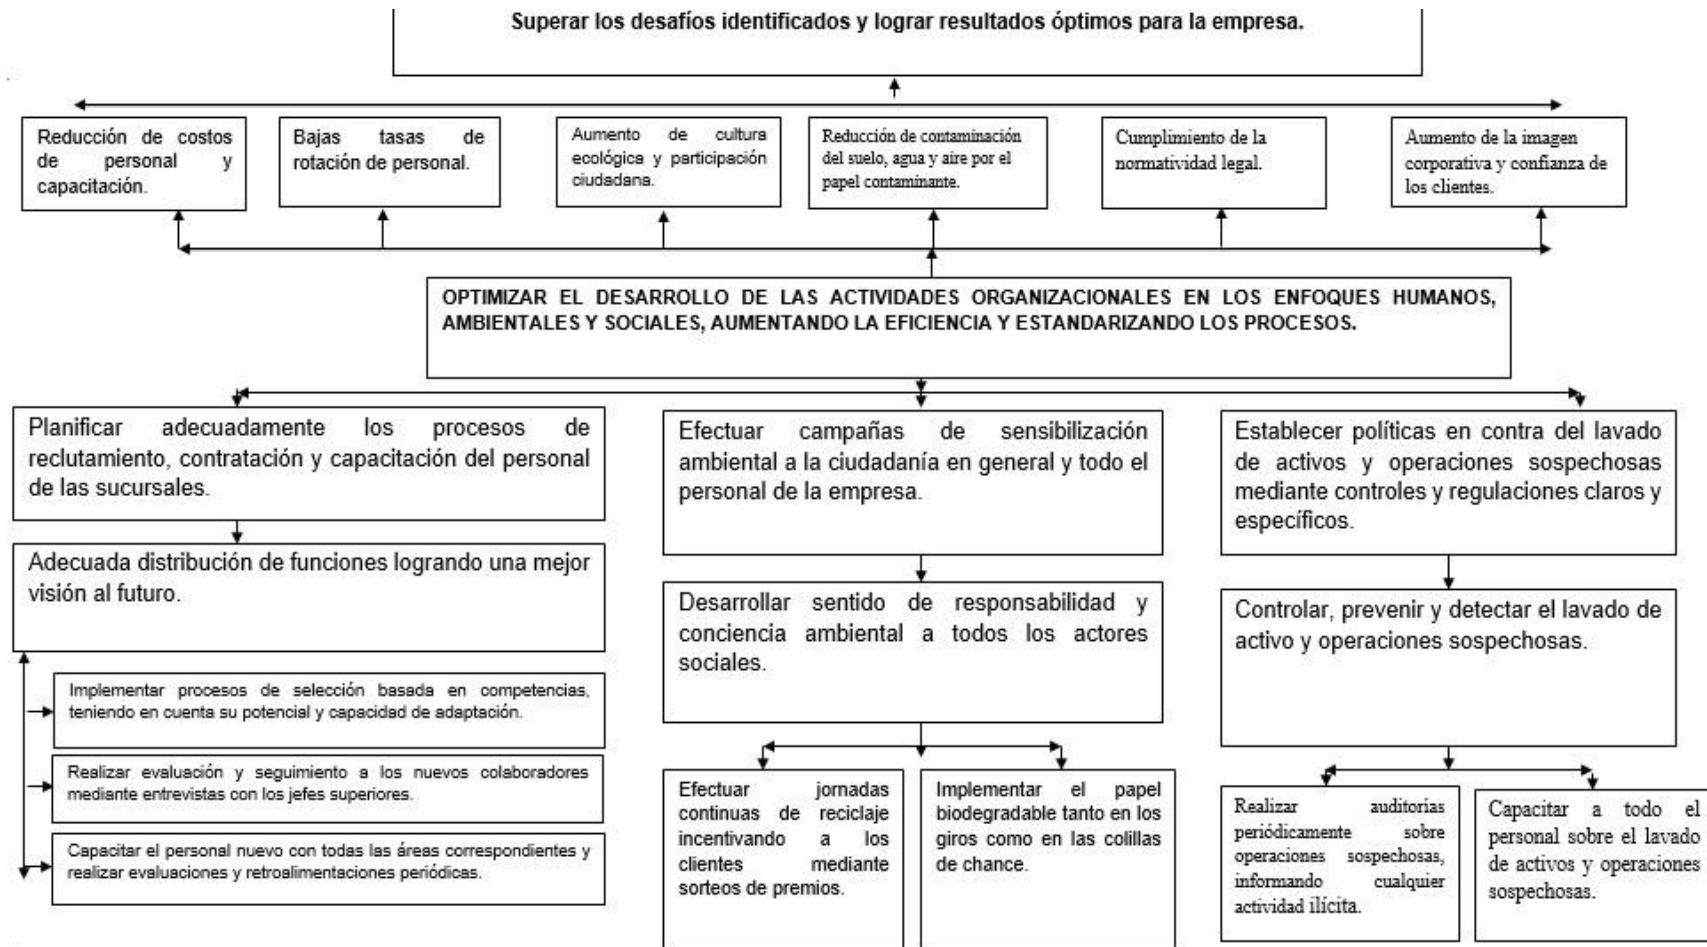 Superar los desafíos identificados y lograr resultados óptimos para la empresa.
Reducción de costos
de personal y
capacitación.
Bajas tasas de
rotación de personal.
Aumento de cultura
ecológica y participación
ciudadana.
Reducción de contaminación
del suelo, agua y aire por el
papel contaminante.
Cumplimiento de la
normatividad legal.
Aumento de la imagen
corporativa y confianza de
los clientes.
OPTIMIZAR EL DESARROLLO DE LAS ACTIVIDADES ORGANIZACIONALES EN LOS ENFOQUES HUMANOS,
AMBIENTALES Y SOCIALES, AUMENTANDO LA EFICIENCIA Y ESTANDARIZANDO LOS PROCESOS.
Planificar adecuadamente los procesos de
reclutamiento, contratación y capacitación del personal
de las sucursales.
Adecuada distribución de funciones logrando una mejor
visión al futuro.
Implementar procesos de selección basada en competencias,
teniendo en cuenta su potencial y capacidad de adaptación.
Realizar evaluación y seguimiento a los nuevos colaboradores
mediante entrevistas con los jefes superiores.
Capacitar el personal nuevo con todas las áreas correspondientes y
realizar evaluaciones y retroalimentaciones periódicas.
Efectuar campañas de sensibilización
ambiental a la ciudadanía en general y todo el
personal de la empresa.
Desarrollar sentido de responsabilidad y
conciencia ambiental a todos los actores
sociales.
Efectuar jornadas
continuas de reciclaje
incentivando a los
clientes mediante
sorteos de premios.
Implementar el papel
biodegradable tanto en los
giros como en las colillas
de chance.
Establecer políticas en contra del lavado
de activos y operaciones sospechosas
mediante controles y regulaciones claros y
específicos.
Controlar, prevenir y detectar el lavado de
activo y operaciones sospechosas.
Realizar auditorias
periódicamente sobre
operaciones sospechosas,
informando cualquier
actividad ilícita.
Capacitar a todo el
personal sobre el lavado
de activos y operaciones
sospechosas.